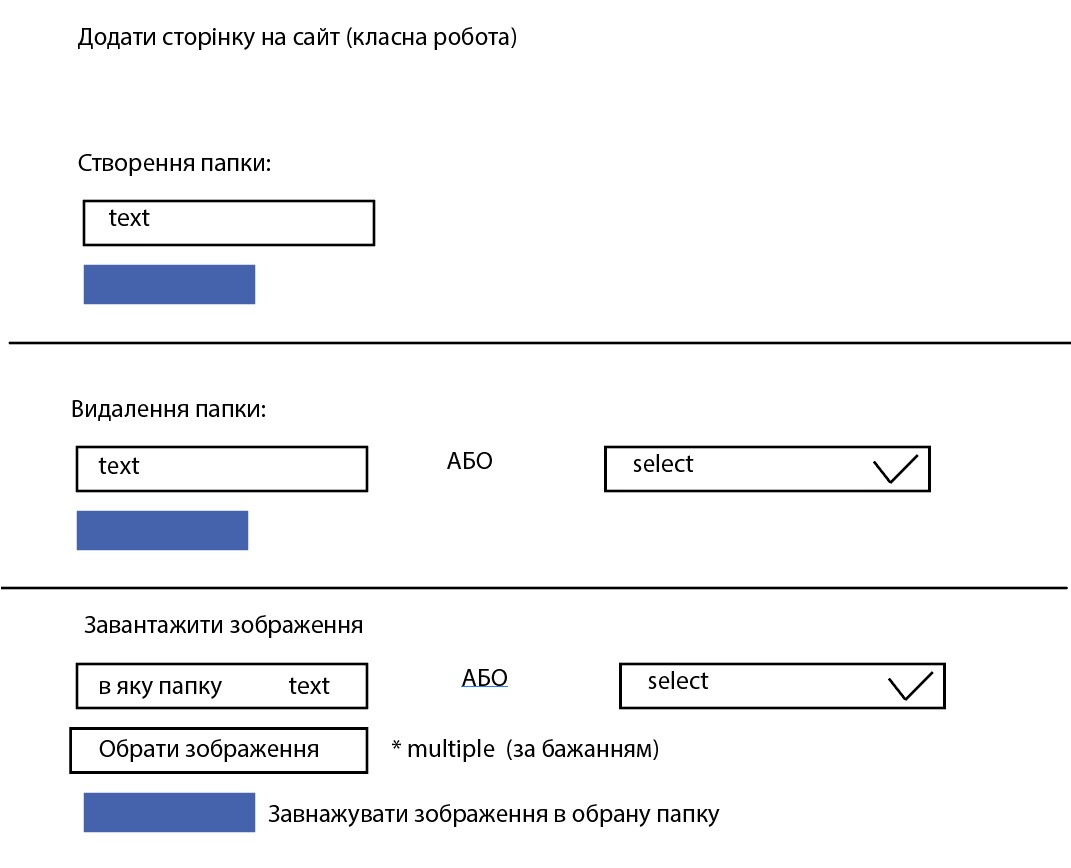 Додати сторінку на сайт (класна робота)
Створення папки:
text
Видалення папки:
text АБО select
Завантажити зображення
в яку папку text АБО select
Обрати зображення * multiple (за бажанням)
Завнажувати зображення в обрану папку